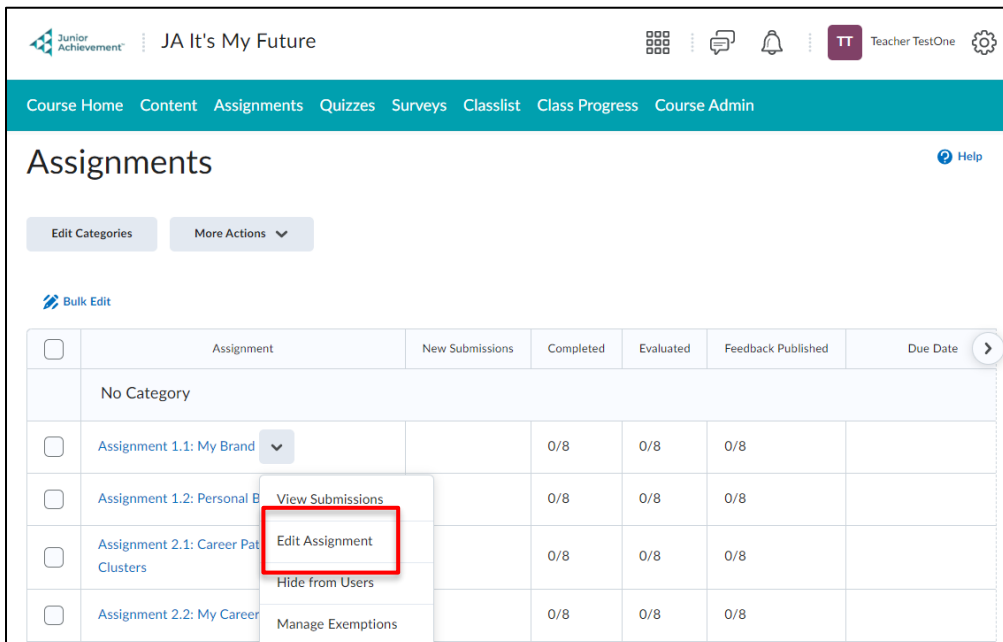 Junior
Achievement
JA It's My Future
TT
Teacher TestOne
Course Home Content Assignments Quizzes Surveys Classlist Class Progress Course Admin
Assignments
Help
Edit Categories
More Actions
Bulk Edit
Assignment New Submissions Completed Evaluated Feedback Published Due Date
No Category
Assignment 1.1: My Brand 0/8 0/8 0/8
Assignment 1.2: Personal B 0/8 0/8 0/8
View Submissions
Edit Assignment
Assignment 2.1: Career Pat
Clusters 0/8 0/8 0/8
Hide from Users
Assignment 2.2: My Career 0/8 0/8 0/8
Manage Exemptions